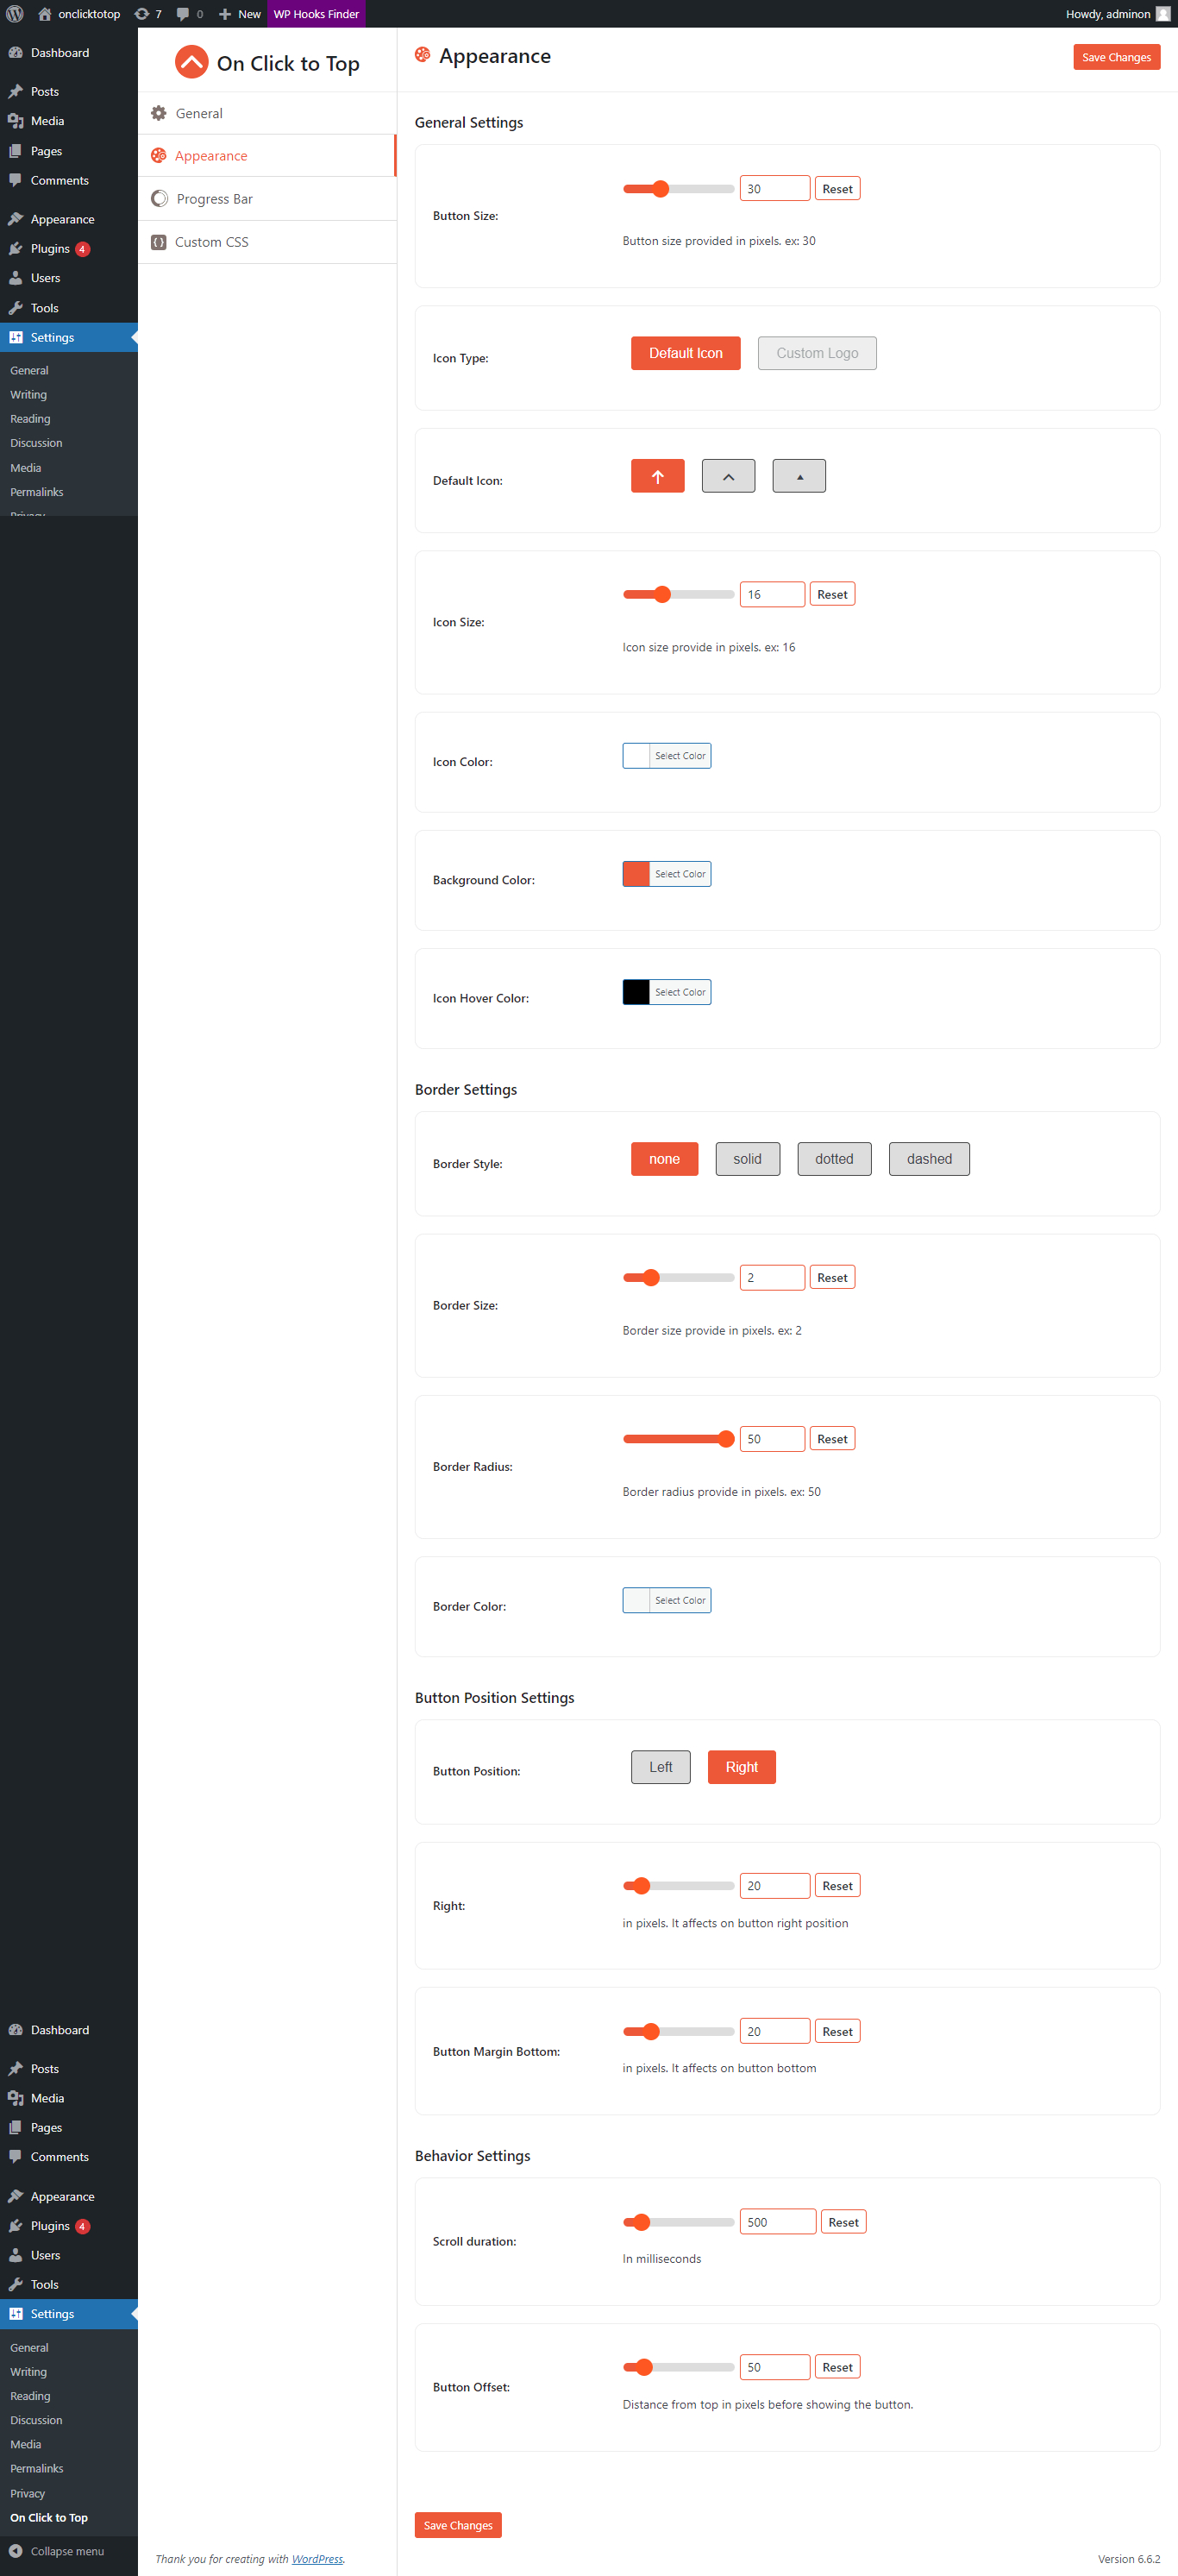 onclicktotop 7 0 New WP Hooks Finder Howdy, adminon
Dashboard
Posts
Media
Pages
Comments
Appearance
Plugins 4
Users
Tools
Settings
General
Writing
Reading
Discussion
Media
Permalinks
Privacy
On Click to Top
General
Appearance
Progress Bar
Custom CSS
Appearance
Save Changes
General Settings
Button Size:
30 Reset
Button size provided in pixels. ex: 30
Icon Type:
Default Icon Custom Logo
Default Icon:
Icon Size:
16 Reset
Icon size provide in pixels. ex: 16
Icon Color:
Select Color
Background Color:
Select Color
Icon Hover Color:
Select Color
Border Settings
Border Style:
none solid dotted dashed
Border Size:
2 Reset
Border size provide in pixels. ex: 2
Border Radius:
50 Reset
Border radius provide in pixels. ex: 50
Border Color:
Select Color
Button Position Settings
Button Position:
Left Right
Right:
20 Reset
in pixels. It affects on button right position
Button Margin Bottom:
20 Reset
in pixels. It affects on button bottom
Behavior Settings
Scroll duration:
500 Reset
In milliseconds
Button Offset:
50 Reset
Distance from top in pixels before showing the button.
Save Changes
Dashboard
Posts
Media
Pages
Comments
Appearance
Plugins 4
Users
Tools
Settings
General
Writing
Reading
Discussion
Media
Permalinks
Privacy
On Click to Top
Collapse menu
Thank you for creating with WordPress.
Version 6.6.2